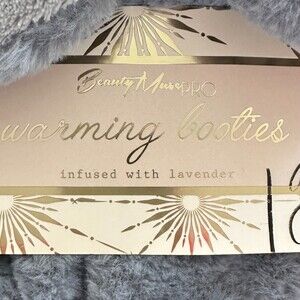 Beauty Muse PRO
warming booties
infused with lavender